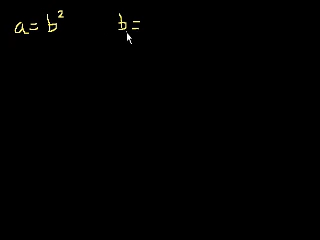 a = b² b =